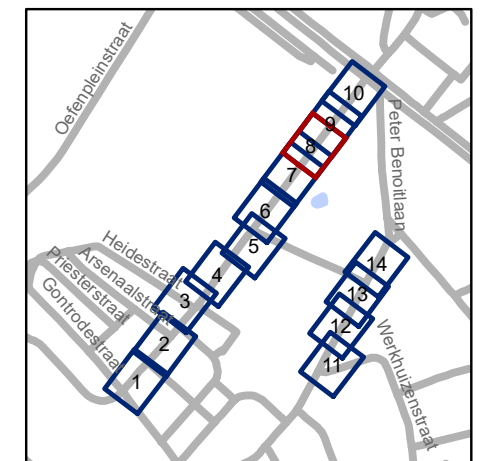 Oefenpleinstraat
Peter Benoitlaan
10
9
8
7
6
5
Heidestraat
Arsenaalstraat
Priesterstraat
Gontrodestraat
4
3
2
1
14
13
12
11
Werkhuizenstraat